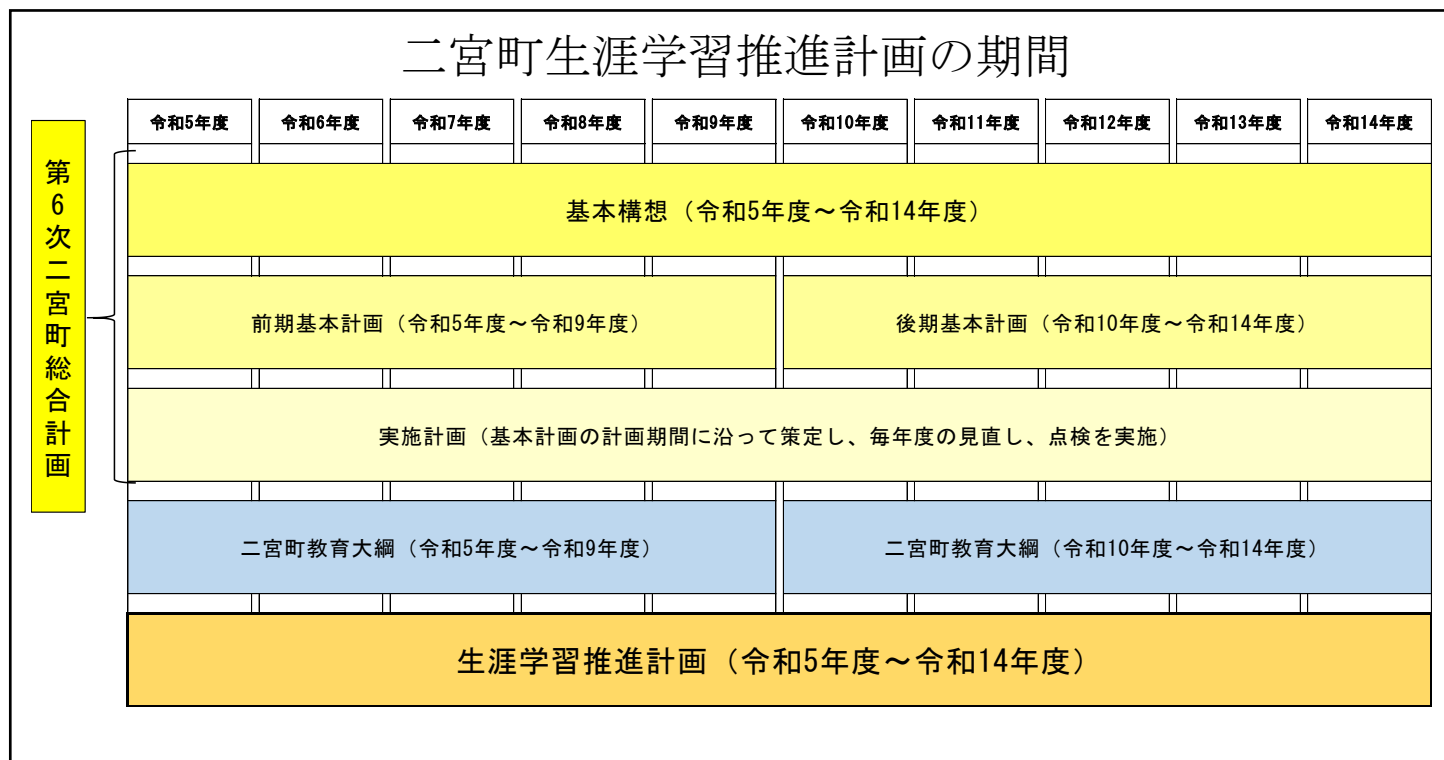 二宮町生涯学習推進計画の期間
令和5年度 令和6年度 令和7年度 令和8年度 令和9年度 令和10年度 令和11年度 令和12年度 令和13年度 令和14年度
第6次二宮町総合計画
基本構想（令和5年度～令和14年度）
前期基本計画（令和5年度～令和9年度） 後期基本計画（令和10年度～令和14年度）
実施計画（基本計画の計画期間に沿って策定し、毎年度の見直し、点検を実施）
二宮町教育大綱（令和5年度～令和9年度） 二宮町教育大綱（令和10年度～令和14年度）
生涯学習推進計画（令和5年度～令和14年度）